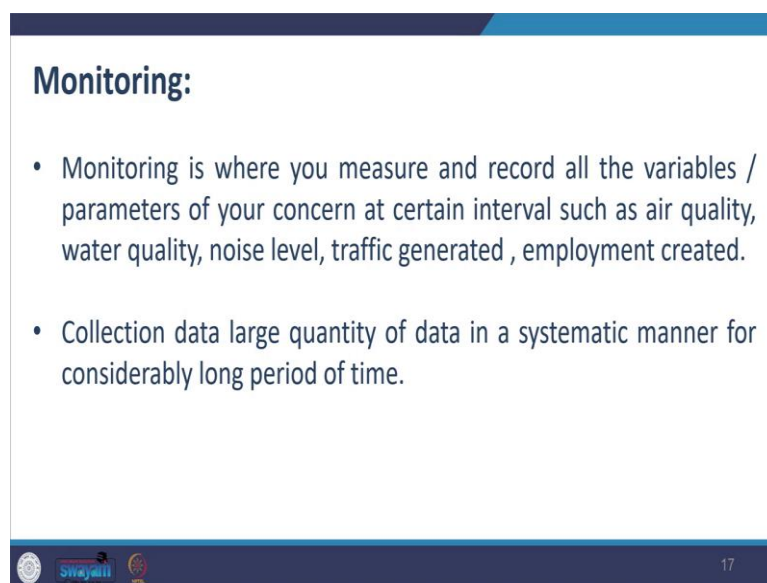 Monitoring:
• Monitoring is where you measure and record all the variables /
parameters of your concern at certain interval such as air quality,
water quality, noise level, traffic generated , employment created.
• Collection data large quantity of data in a systematic manner for
considerably long period of time.
swayam
17